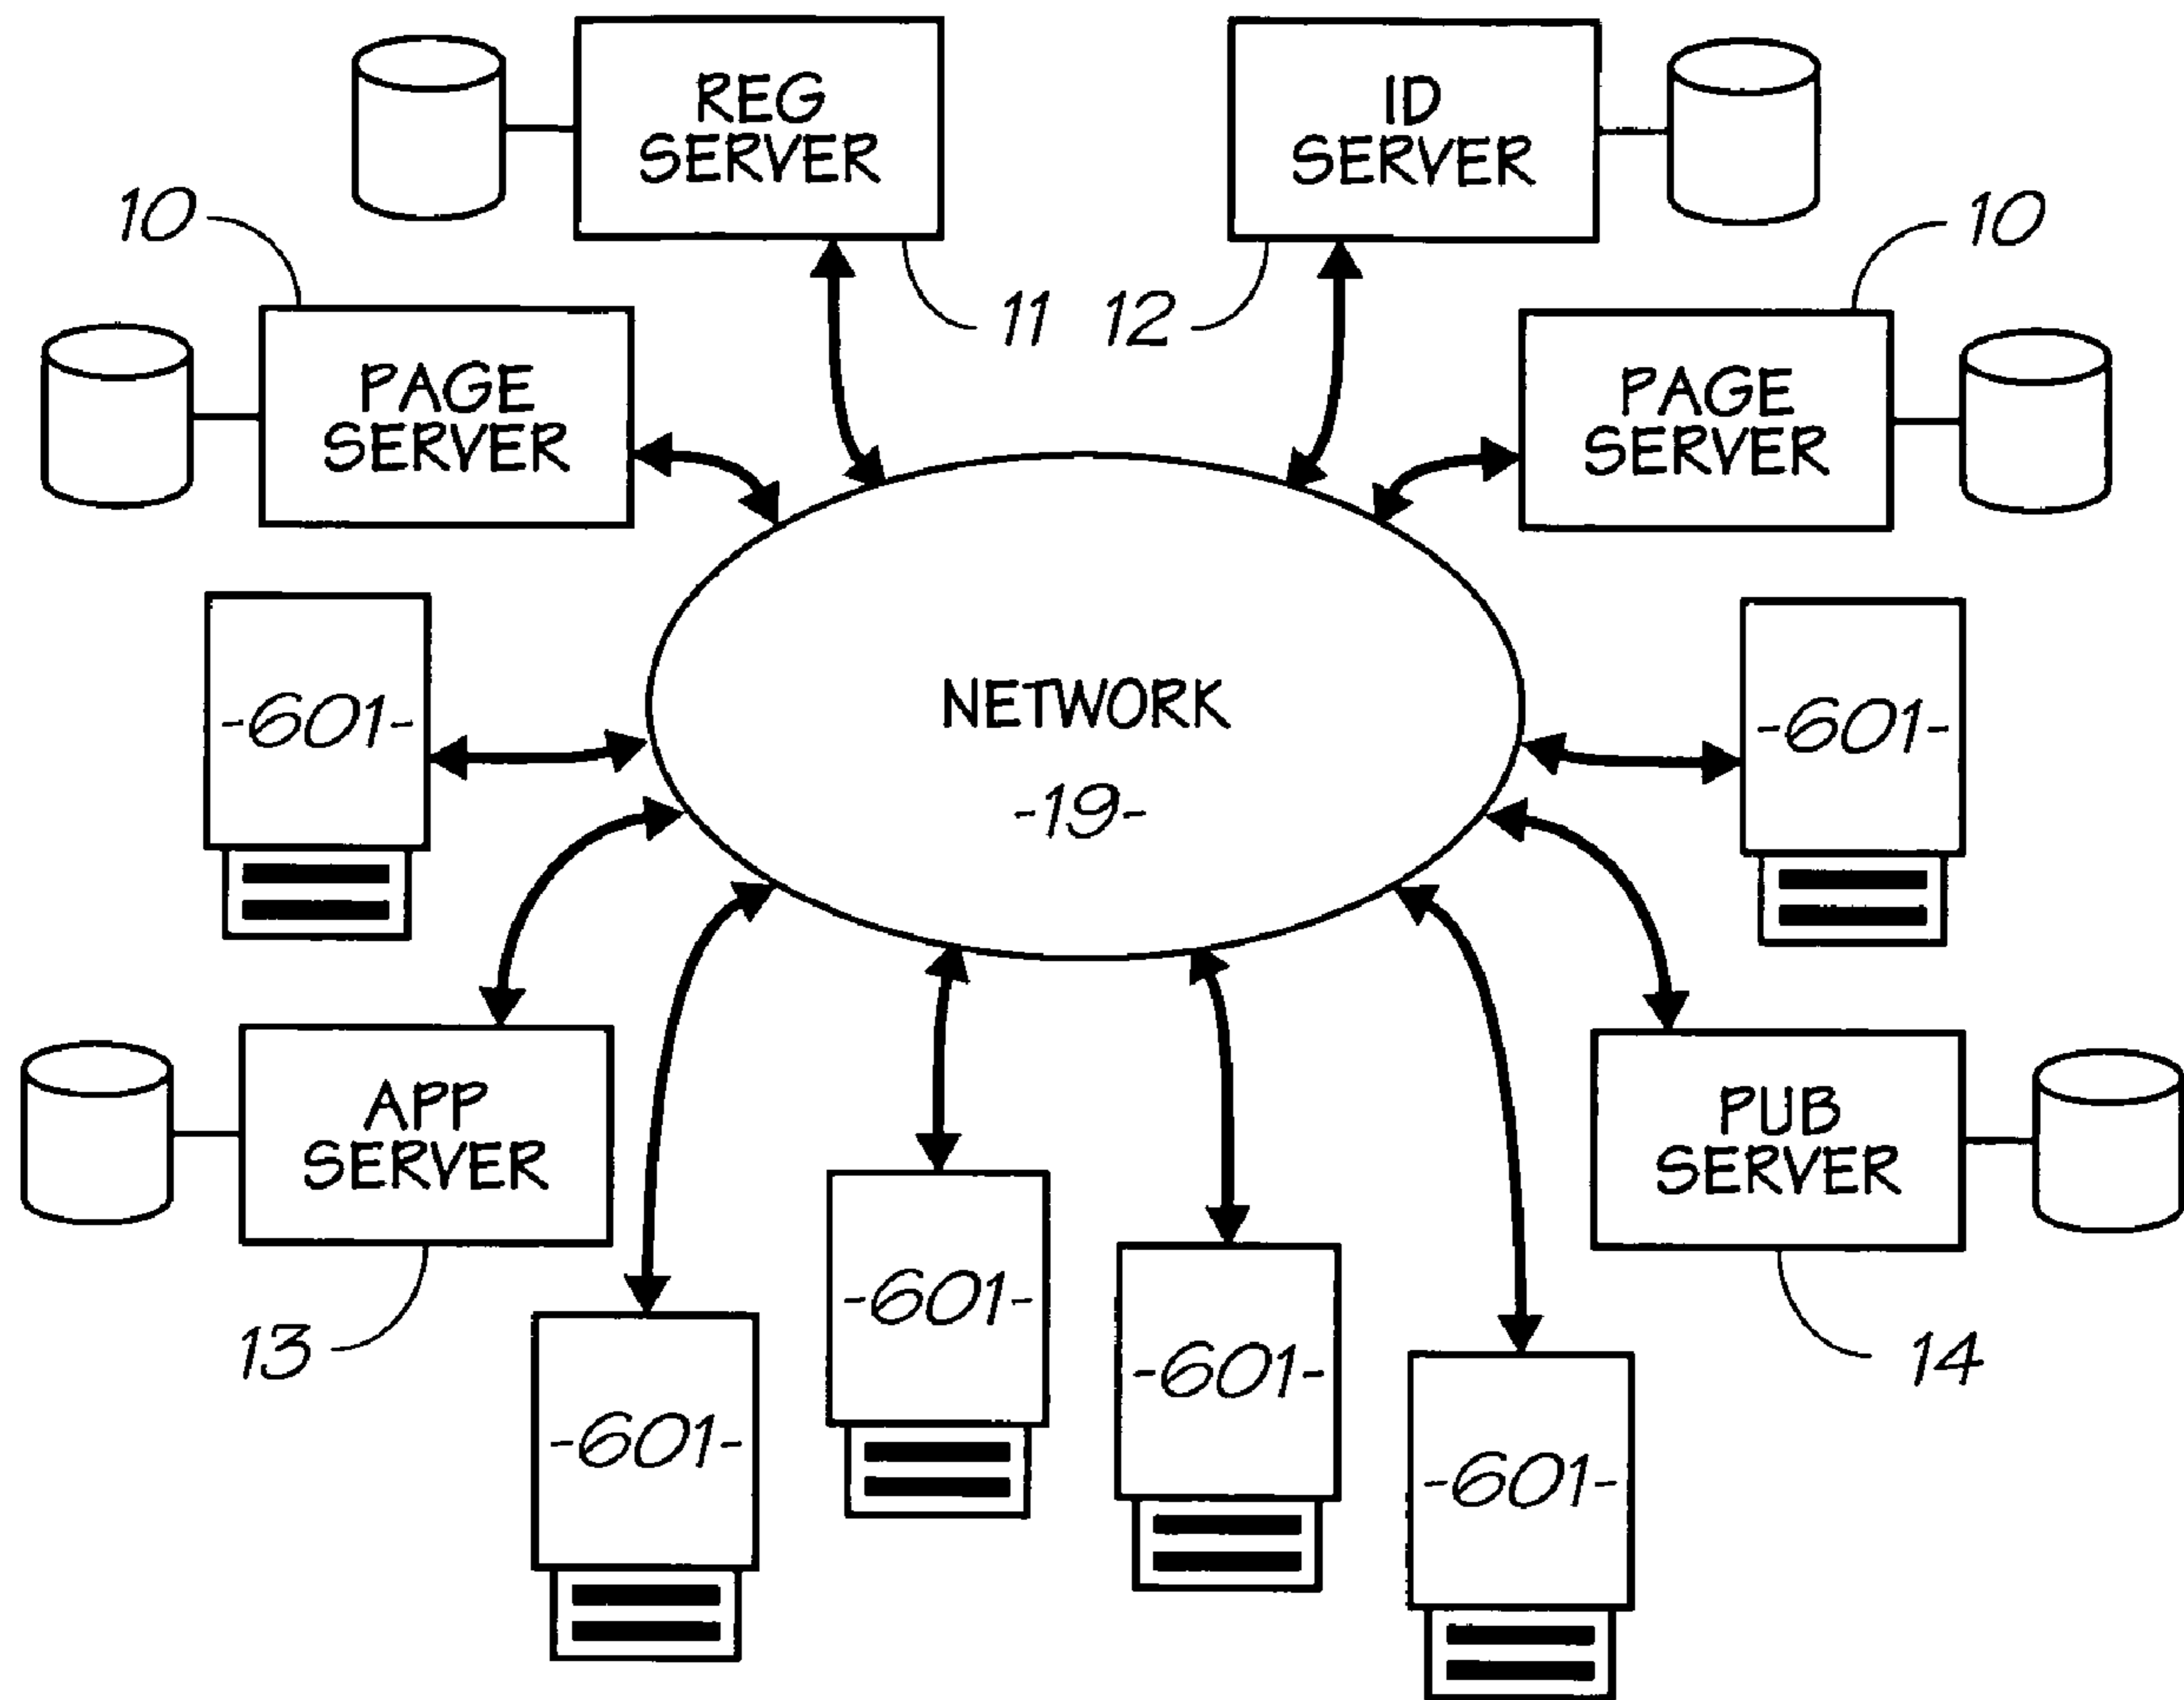 REG
SERVER
ID
SERVER
10
10
11
12
PAGE
SERVER
PAGE
SERVER
-601-
NETWORK
-19-
-601-
APP
SERVER
PUB
SERVER
13
-601-
-601-
-601-
-601-
14